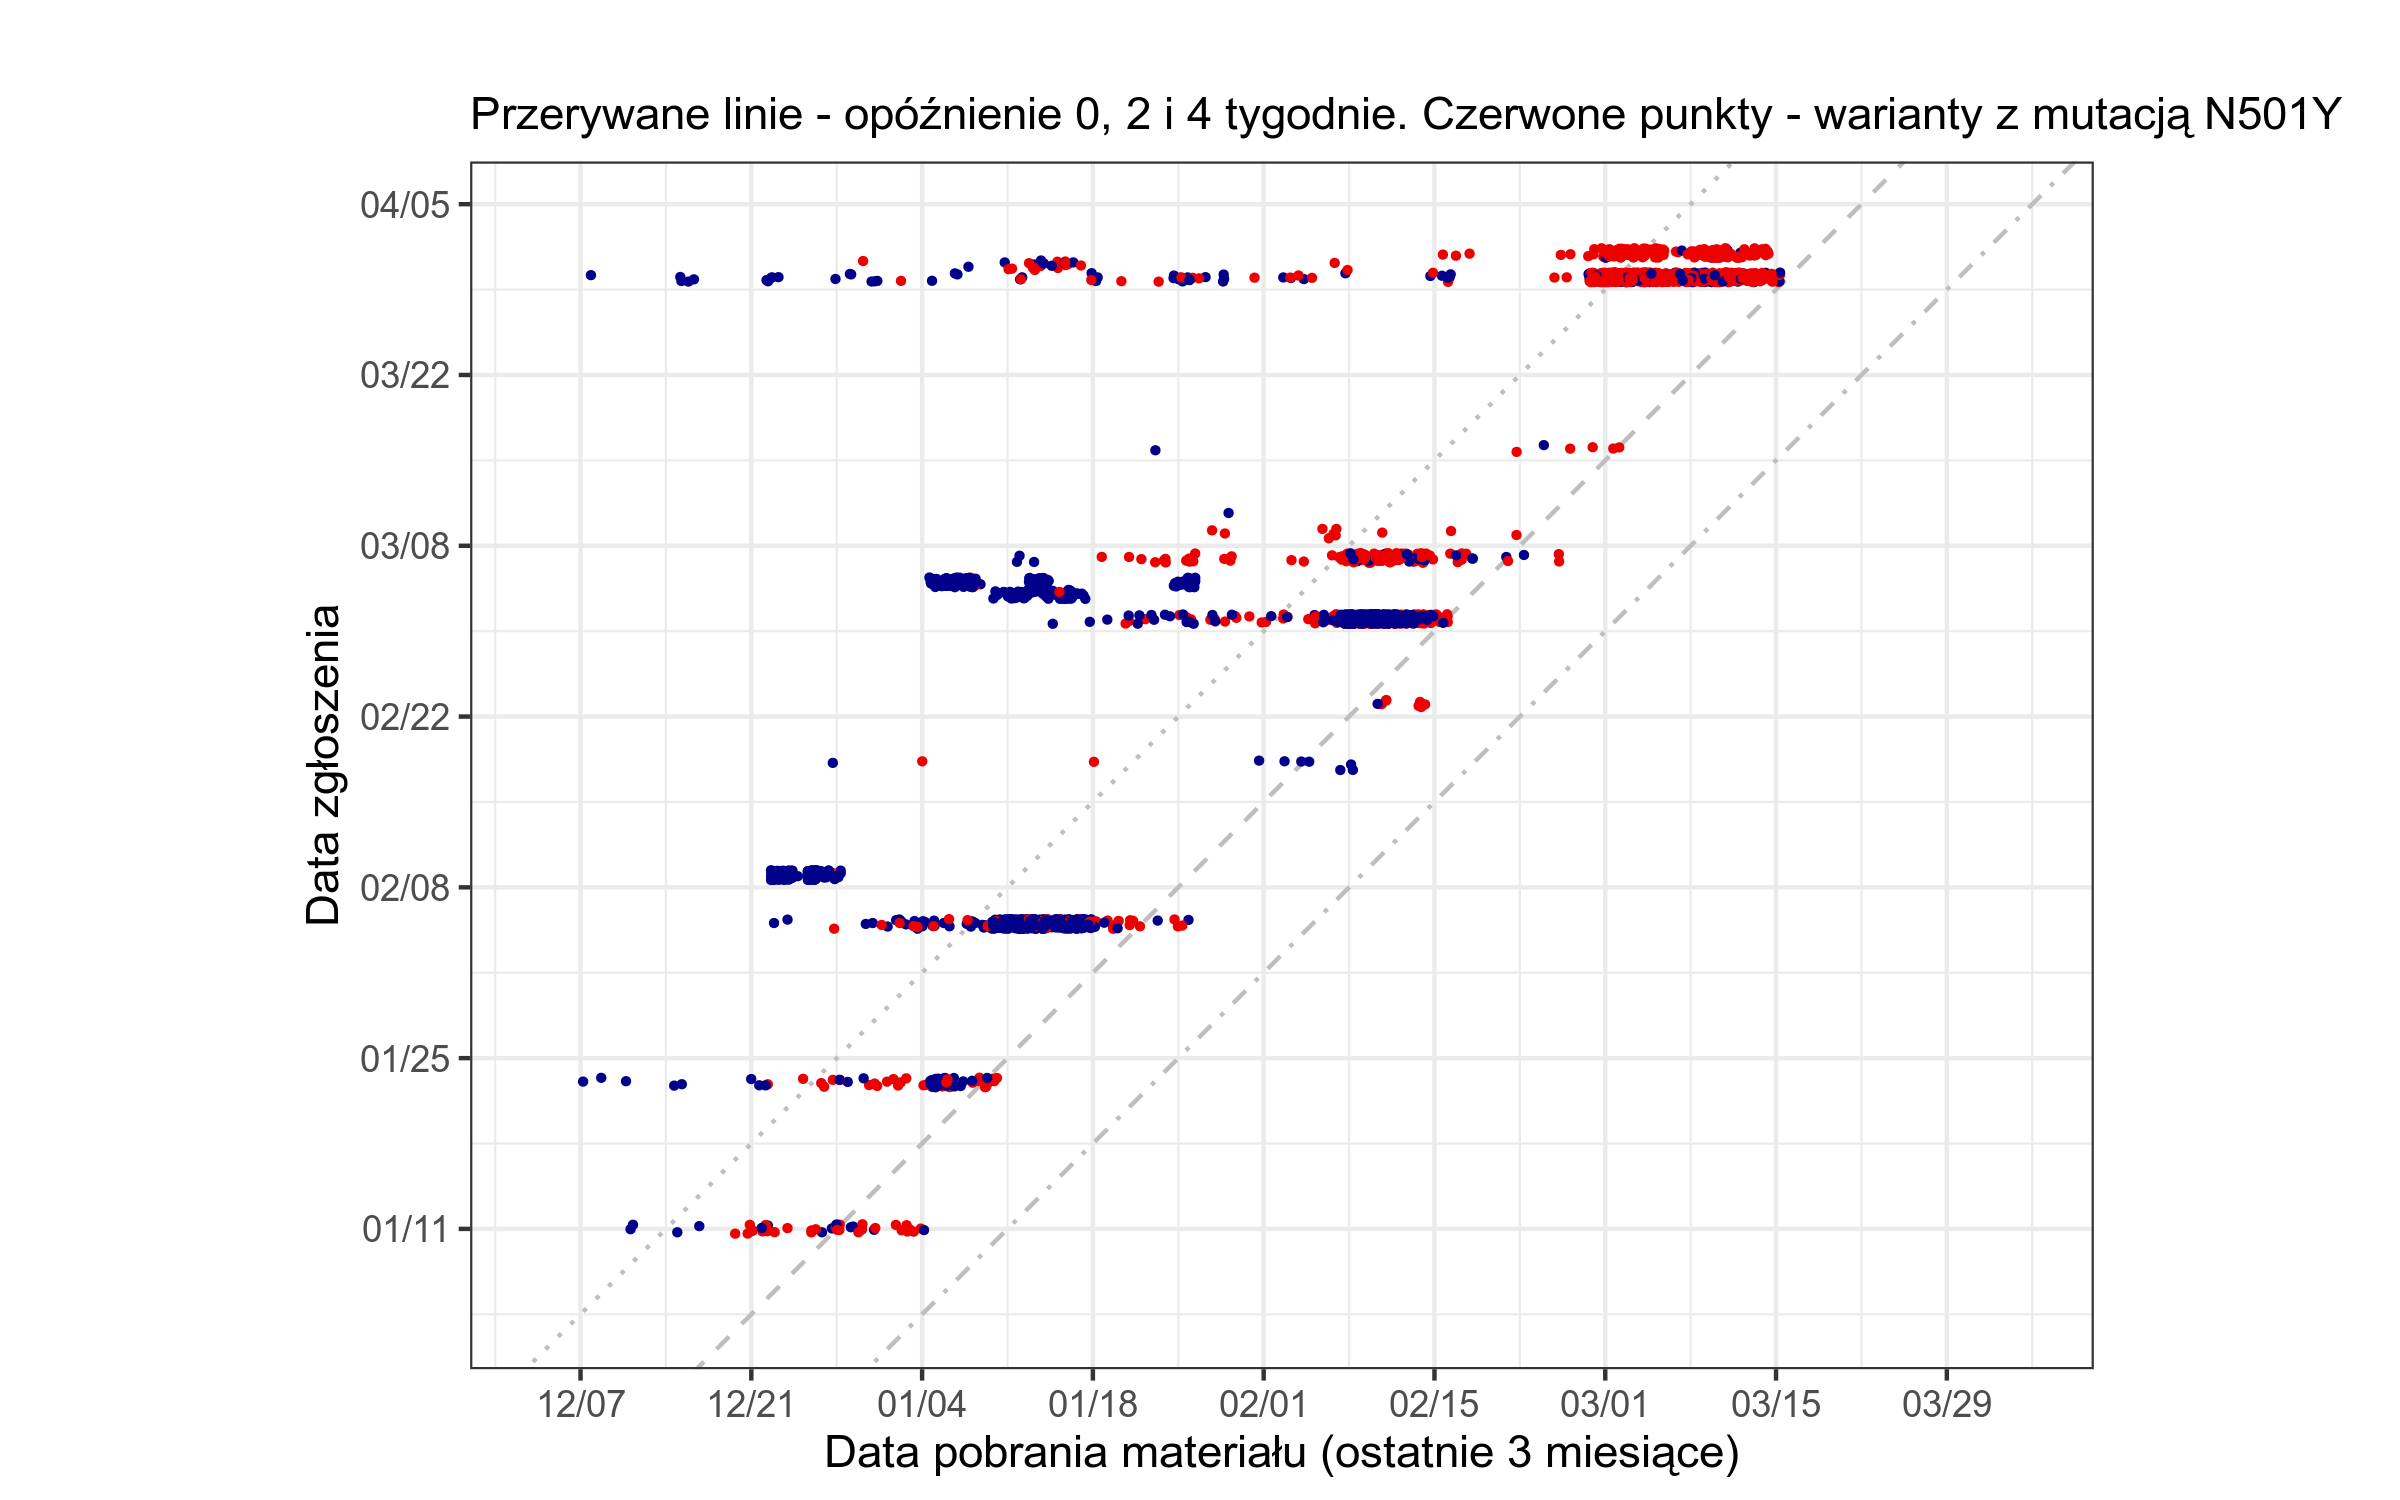 Przerywane linie - opóźnienie 0, 2 i 4 tygodnie. Czerwone punkty - warianty z mutacją N501Y
Data zgłoszenia
04/05
03/22
03/08
02/22
02/08
01/25
01/11
12/07 12/21 01/04 01/18 02/01 02/15 03/01 03/15 03/29
Data pobrania materiału (ostatnie 3 miesiące)